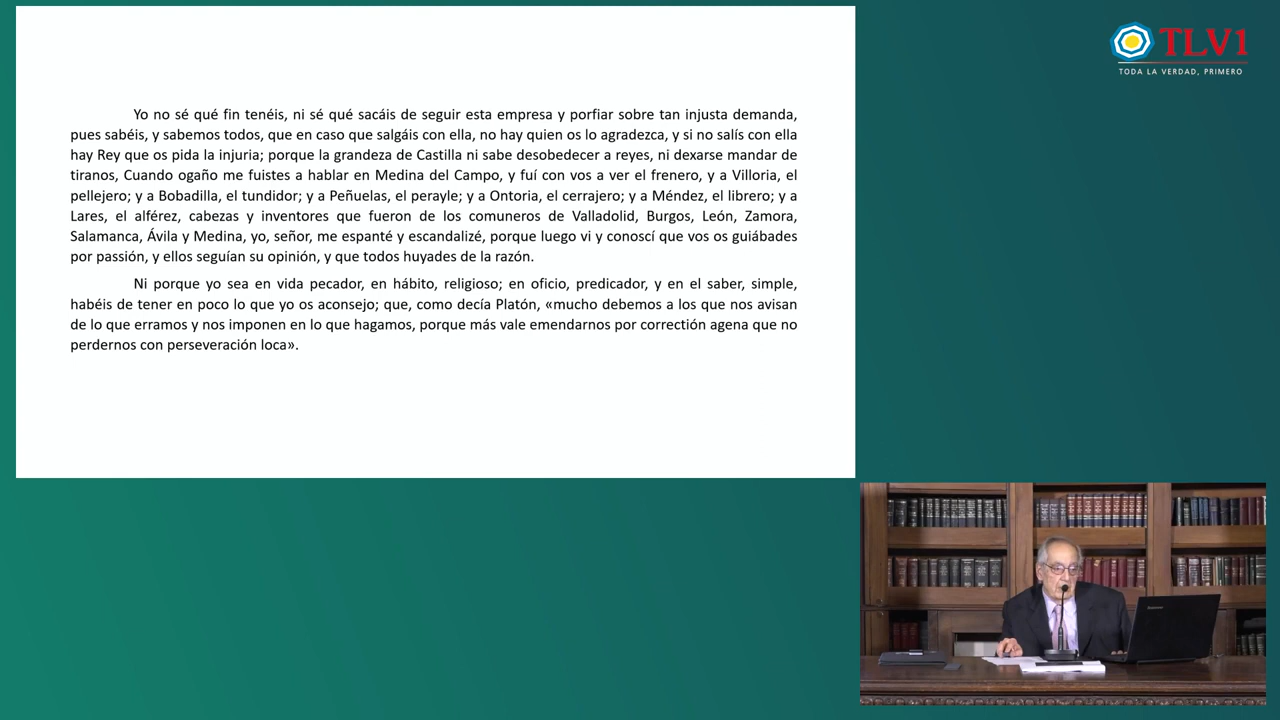 Yo no sé qué fin tenéis, ni sé qué sacáis de seguir esta empresa y porfiar sobre tan injusta demanda,
pues sabéis, y sabemos todos, que en caso que salgáis con ella, no hay quien os lo agradezca, y si no salís con ella
hay Rey que os pida la injuria; porque la grandeza de Castilla ni sabe desobedecer a reyes, ni dexarse mandar de
tiranos, Cuando ogaño me fuistes a hablar en Medina del Campo, y fuí con vos a ver el frenero, y a Villoria, el
pellejero; y a Bobadilla, el tundidor; y a Peñuelas, el perayle; y a Ontoria, el cerrajero; y a Méndez, el librero; y a
Lares, el alférez, cabezas y inventores que fueron de los comuneros de Valladolid, Burgos, León, Zamora,
Salamanca, Ávila y Medina, yo, señor, me espanté y escandalizé, porque luego vi y conoscí que vos os guiábades
por passión, y ellos seguían su opinión, y que todos huyades de la razón.
Ni porque yo sea en vida pecador, en hábito, religioso; en oficio, predicador, y en el saber, simple,
habéis de tener en poco lo que yo os aconsejo; que, como decía Platón, «mucho debemos a los que nos avisan
de lo que erramos y nos imponen en lo que hagamos, porque más vale emendarnos por correctión agena que no
perdernos con perseveración loca».
TLV1
TODA LA VERDAD, PRIMERO